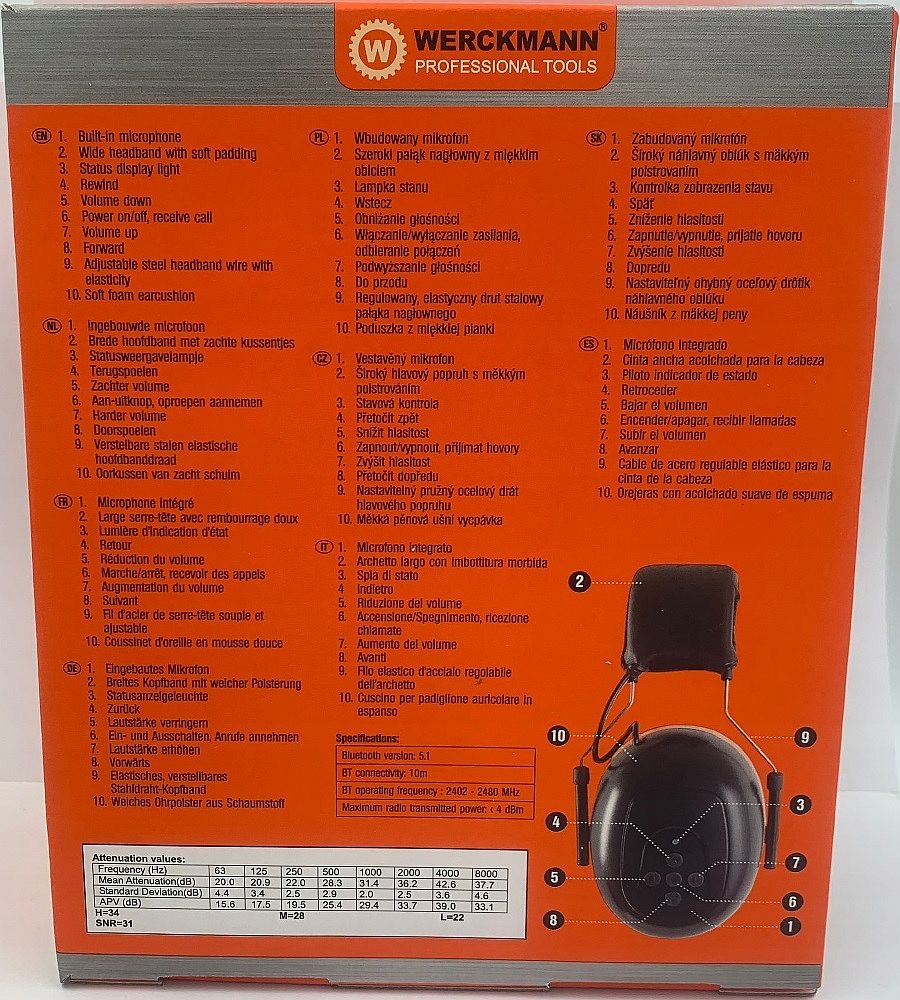 WERCKMANN®
PROFESSIONAL TOOLS
EN 1. Built-in microphone
2. Wide headband with soft padding
3. Status display light
4. Rewind
5. Volume down
6. Power on/off, receive call
7. Volume up
8. Forward
9. Adjustable steel headband wire with
elasticity
10. Soft foam earcushion
NL 1. Ingebouwde microfoon
2. Brede hoofdband met zachte kussentjes
3. Statusweergavelampje
4. Terugspoelen
5. Zachter volume
6. Aan-uitknop, oproepen aannemen
7. Harder volume
8. Doorspoelen
9. Verstelbare stalen elastische
hoofdbanddraad
10. Oorkussen van zacht schuim
FR 1. Microphone intégré
2. Large serre-tête avec rembourrage doux
3. Lumière d'indication d'état
4. Retour
5. Réduction du volume
6. Marche/arrêt, recevoir des appels
7. Augmentation du volume
8. Suivant
9. Fil d'acier de serre-tête souple et
ajustable
10. Coussinet d'oreille en mousse douce
DE 1. Eingebautes Mikrofon
2. Breites Kopfband mit weicher Polsterung
3. Statusanzeigeleuchte
4. Zurück
5. Lautstärke verringern
6. Ein- und Ausschalten, Anrufe annehmen
7. Lautstärke erhöhen
8. Vorwärts
9. Elastisches, verstellbares
Stahldraht-Kopfband
10. Weiches Ohrpolster aus Schaumstoff
PL 1. Wbudowany mikrofon
2. Szeroki pałąk nagłowny z miękkim
obiciem
3. Lampka stanu
4. Wstecz
5. Obniżanie głośności
6. Włączanie/wyłączanie zasilania,
odbieranie połączeń
7. Podwyższanie głośności
8. Do przodu
9. Regulowany, elastyczny drut stalowy
pałąka nagłownego
10. Poduszka z miękkiej pianki
CZ 1. Vestavěný mikrofon
2. Široký hlavový popruh s měkkým
polstrováním
3. Stavová kontrola
4. Přetočit zpět
5. Snížit hlasitost
6. Zapnout/vypnout, přijímat hovory
7. Zvýšit hlasitost
8. Přetočit dopředu
9. Nastavitelný pružný ocelový drát
hlavového popruhu
10. Měkká pěnová ušní vycpávka
IT 1. Microfono integrato
2. Archetto largo con imbottitura morbida
3. Spia di stato
4 Indietro
5. Riduzione del volume
6. Accensione/Spegnimento, ricezione
chiamate
7. Aumento del volume
8. Avanti
9. Filo elastico d'acciaio regolabile
dell'archetto
10. Cuscino per padiglione auricolare in
espanso
SK 1. Zabudovaný mikrofón
2. Široký náhlavný oblúk s mäkkým
polstrovaním
3. Kontrolka zobrazenia stavu
4. Späť
5. Zníženie hlasitosti
6. Zapnutie/vypnutie, prijatie hovoru
7. Zvýšenie hlasitosti
8. Dopredu
9. Nastaviteľný ohybný oceľový drôtik
náhlavného oblúku
10. Náušník z mäkkej peny
ES 1. Micrófono integrado
2. Cinta ancha acolchada para la cabeza
3. Piloto indicador de estado
4. Retroceder
5. Bajar el volumen
6. Encender/apagar, recibir llamadas
7. Subir el volumen
8. Avanzar
9. Cable de acero regulable elástico para la
cinta de la cabeza
10. Orejeras con acolchado suave de espuma
Specifications:
Bluetooth version: 5.1
BT connectivity: 10m
BT operating frequency : 2402 - 2480 MHz
Maximum radio transmitted power: < 4 dBm
Attenuation values:
Frequency (Hz) 63 125 250 500 1000 2000 4000 8000
Mean Attenuation(dB) 20.0 20.9 22.0 28.3 31.4 36.2 42.6 37.7
Standard Deviation(dB) 4.4 3.4 2.5 2.9 2.0 2.5 3.6 4.6
APV (dB) 15.6 17.5 19.5 25.4 29.4 33.7 39.0 33.1
H=34 M=28 L=22
SNR=31
2
10
9
3
4
7
5
6
8
1